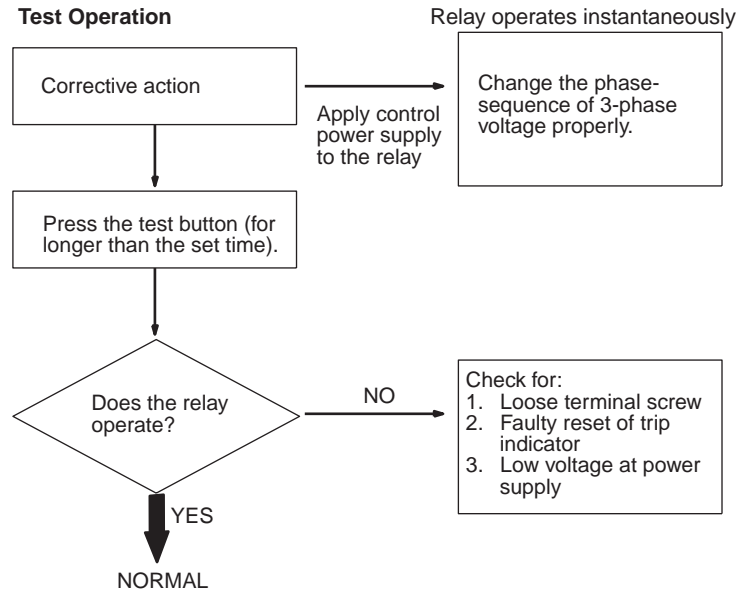 Test Operation
Relay operates instantaneously
Corrective action
Apply control
power supply
to the relay
Change the phase-
sequence of 3-phase
voltage properly.
Press the test button (for
longer than the set time).
Does the relay
operate?
NO
Check for:
1. Loose terminal screw
2. Faulty reset of trip
indicator
3. Low voltage at power
supply
YES
NORMAL